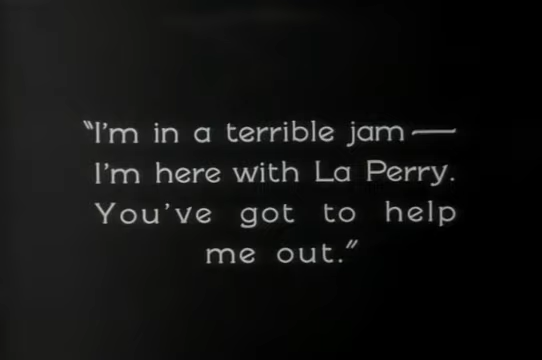 "I'm in a terrible jam—
I'm here with La Perry.
You've got to help
me out."